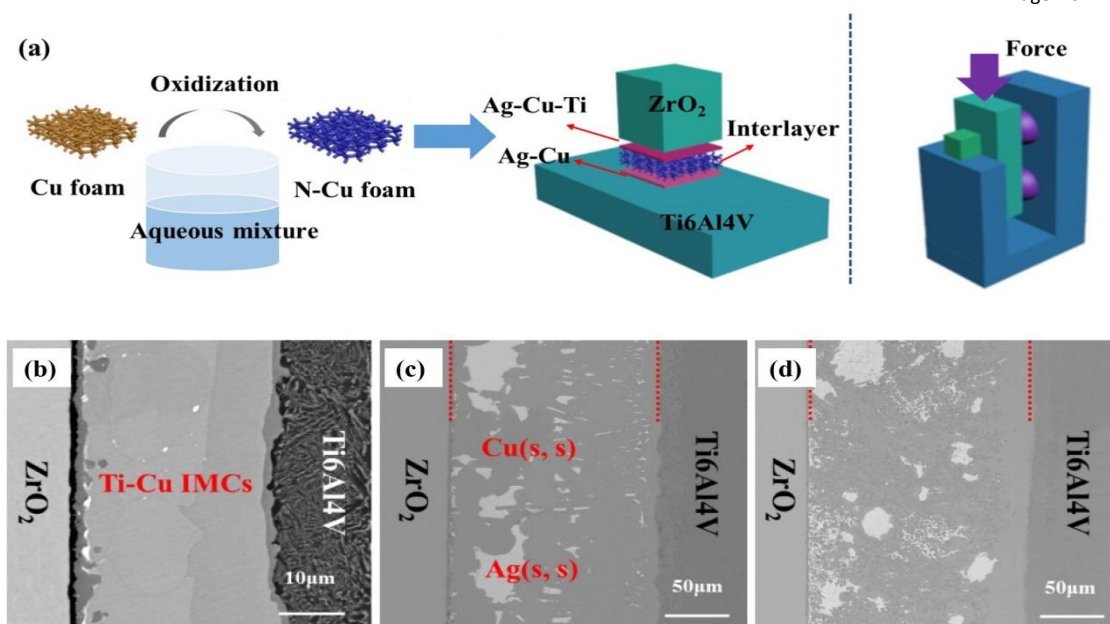 (a)
Oxidization
Cu foam
N-Cu foam
Aqueous mixture
Ag-Cu-Ti
Ag-Cu
ZrO₂
Interlayer
Ti6Al4V
Force
(b)
ZrO₂
Ti-Cu IMCs
Ti6Al4V
10μm
(c)
ZrO₂
Cu(s, s)
Ag(s, s)
Ti6Al4V
50μm
(d)
ZrO₂
Ti6Al4V
50μm